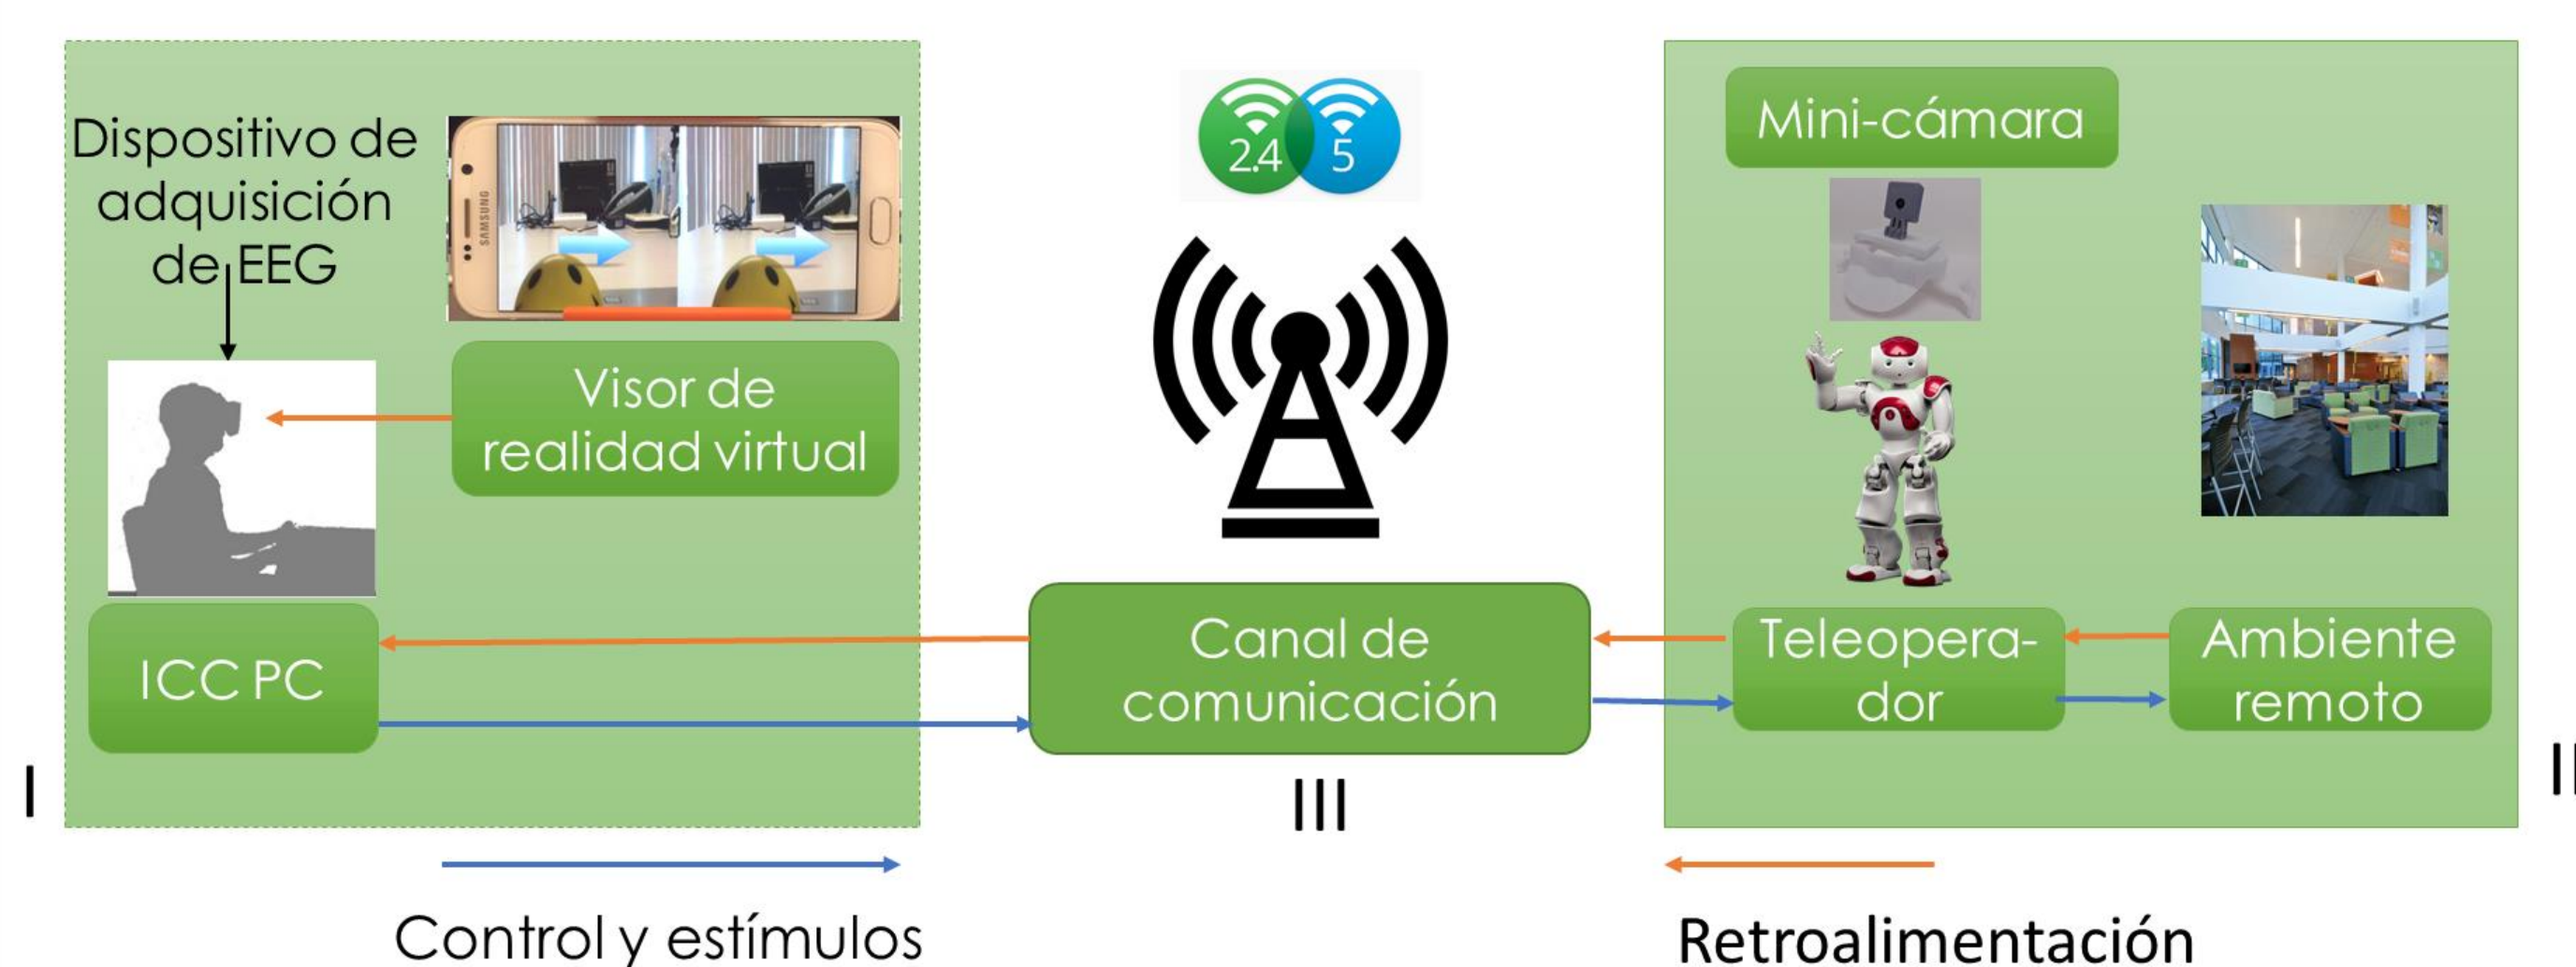 Dispositivo de
adquisición
de EEG
SAMSUNG
Visor de
realidad virtual
ICC PC
I
2.4 5
Canal de
comunicación
III
Mini-cámara
Teleopera-
dor
Ambiente
remoto
II
Control y estímulos
Retroalimentación